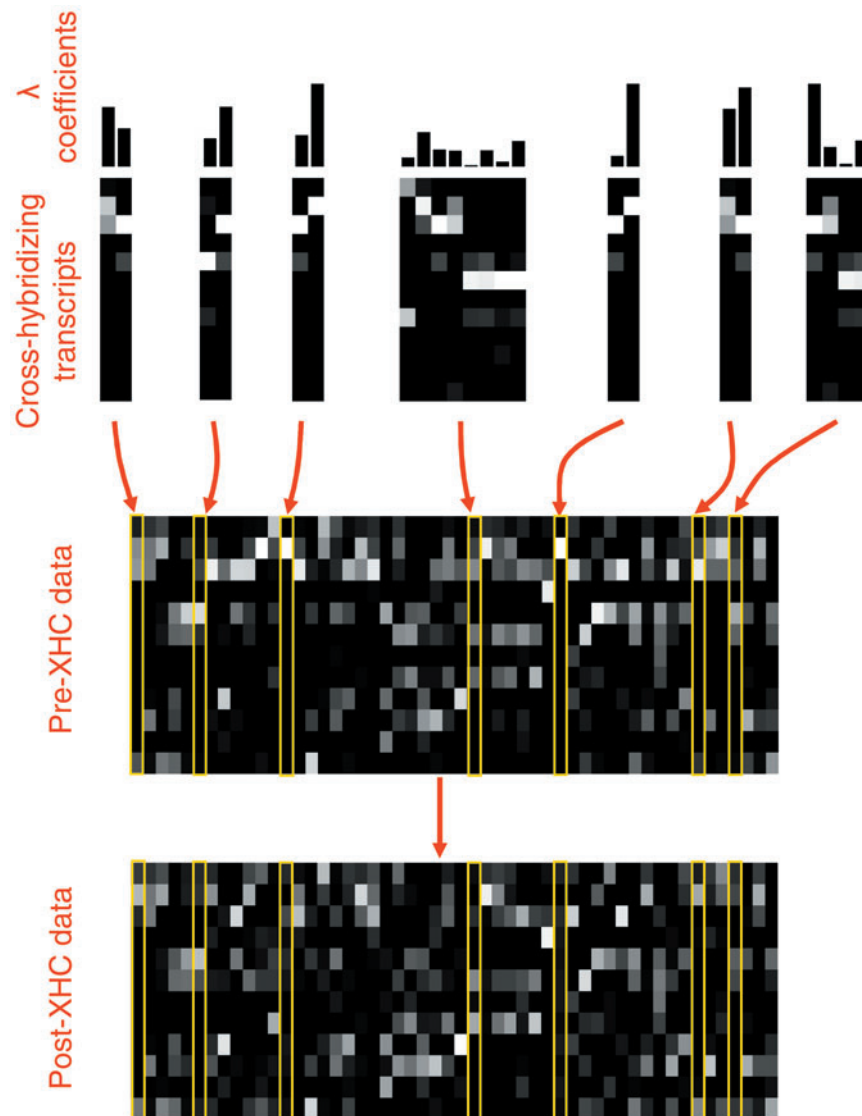 λ
coefficients
Cross-hybridizing
transcripts
Pre-XHC data
Post-XHC data